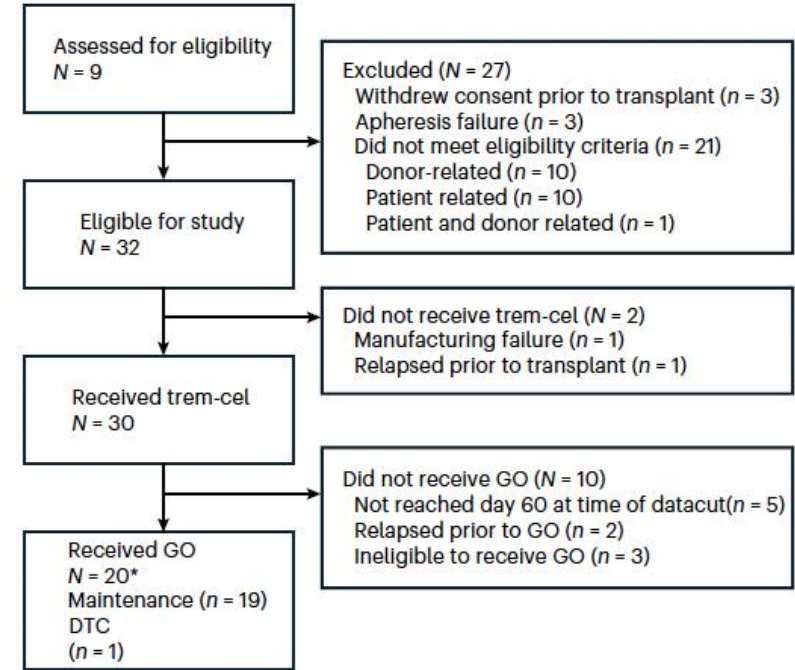 Assessed for eligibility
N = 9
Excluded (N = 27)
Withdrew consent prior to transplant (n = 3)
Apheresis failure (n = 3)
Did not meet eligibility criteria (n = 21)
Donor-related (n = 10)
Patient related (n = 10)
Patient and donor related (n = 1)
Eligible for study
N = 32
Did not receive trem-cel (N = 2)
Manufacturing failure (n = 1)
Relapsed prior to transplant (n = 1)
Received trem-cel
N = 30
Did not receive GO (N = 10)
Not reached day 60 at time of datacut(n = 5)
Relapsed prior to GO (n = 2)
Ineligible to receive GO (n = 3)
Received GO
N = 20*
Maintenance (n = 19)
DTC
(n = 1)